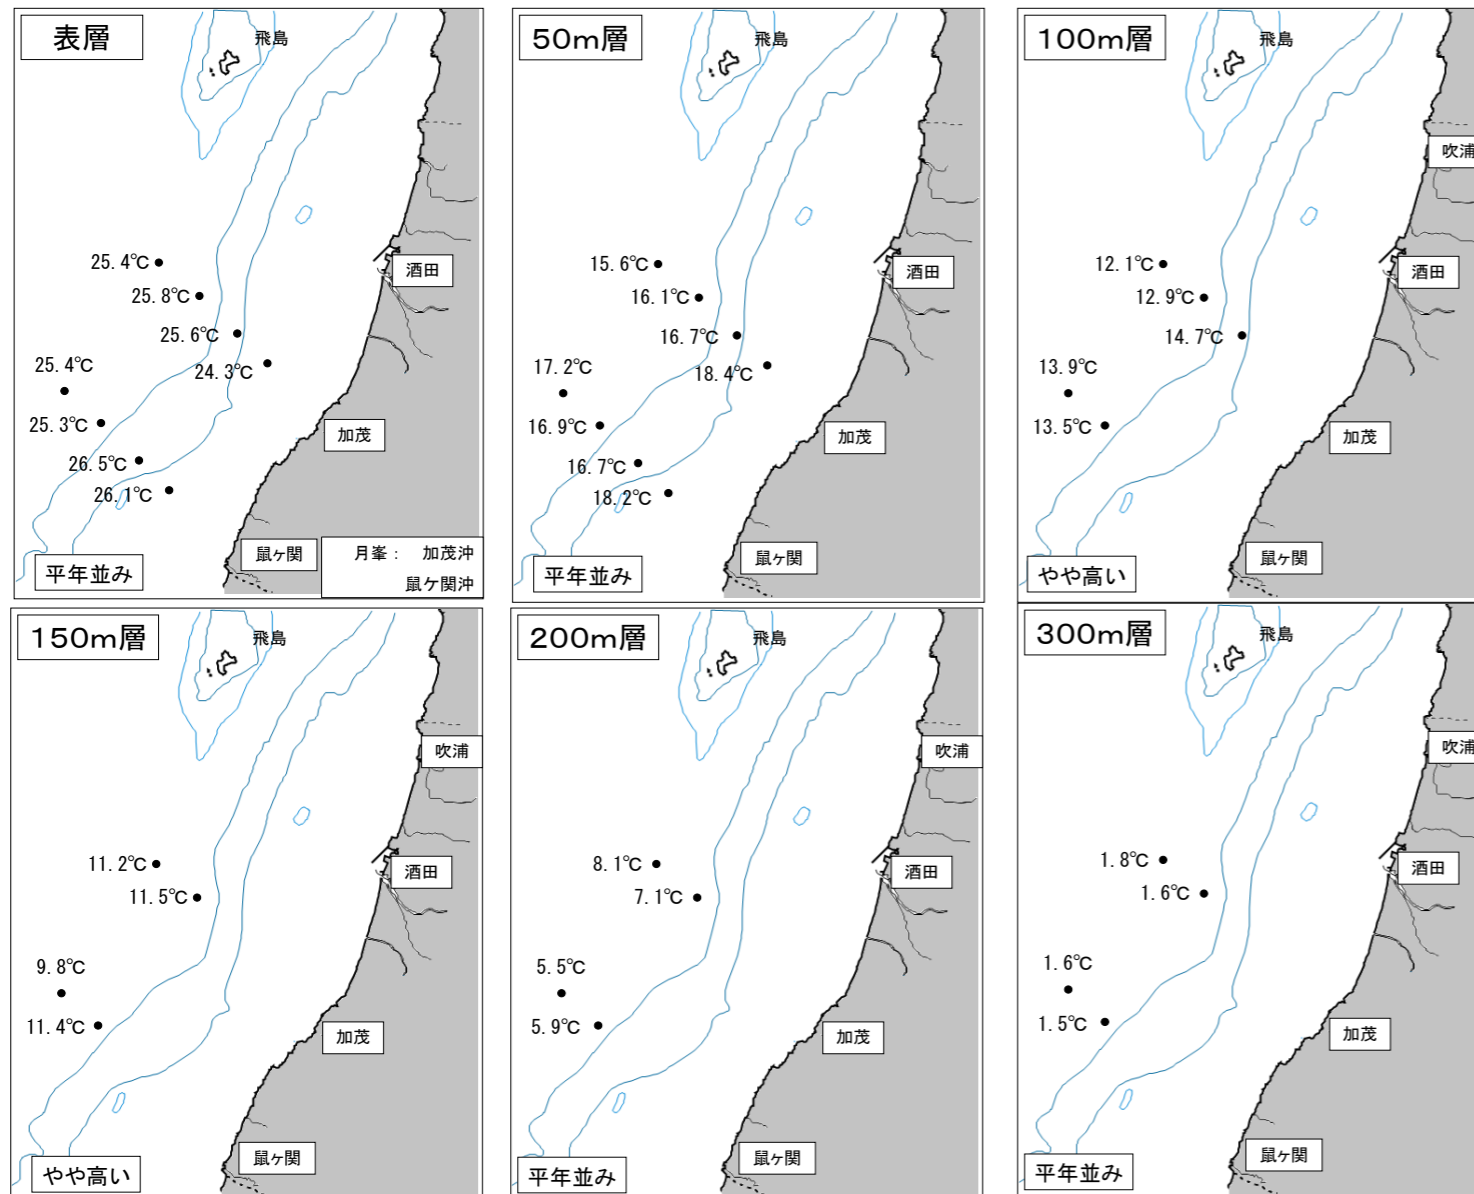 表層
飛島
25.4℃
25.8℃
酒田
25.6℃
24.3℃
25.4℃
25.3℃
加茂
26.5℃
26.1℃
鼠ヶ関
月峯： 加茂沖
鼠ケ関沖
平年並み
50m層
飛島
15.6℃
酒田
16.1℃
16.7℃
18.4℃
17.2℃
16.9℃
加茂
16.7℃
18.2℃
鼠ヶ関
平年並み
100m層
飛島
吹浦
12.1℃
酒田
12.9℃
14.7℃
13.9℃
13.5℃
加茂
鼠ヶ関
やや高い
150m層
飛島
吹浦
11.2℃
酒田
11.5℃
9.8℃
11.4℃
加茂
鼠ヶ関
やや高い
200m層
飛島
吹浦
8.1℃
酒田
7.1℃
5.5℃
5.9℃
加茂
鼠ヶ関
平年並み
300m層
飛島
吹浦
1.8℃
酒田
1.6℃
1.6℃
1.5℃
加茂
鼠ヶ関
平年並み